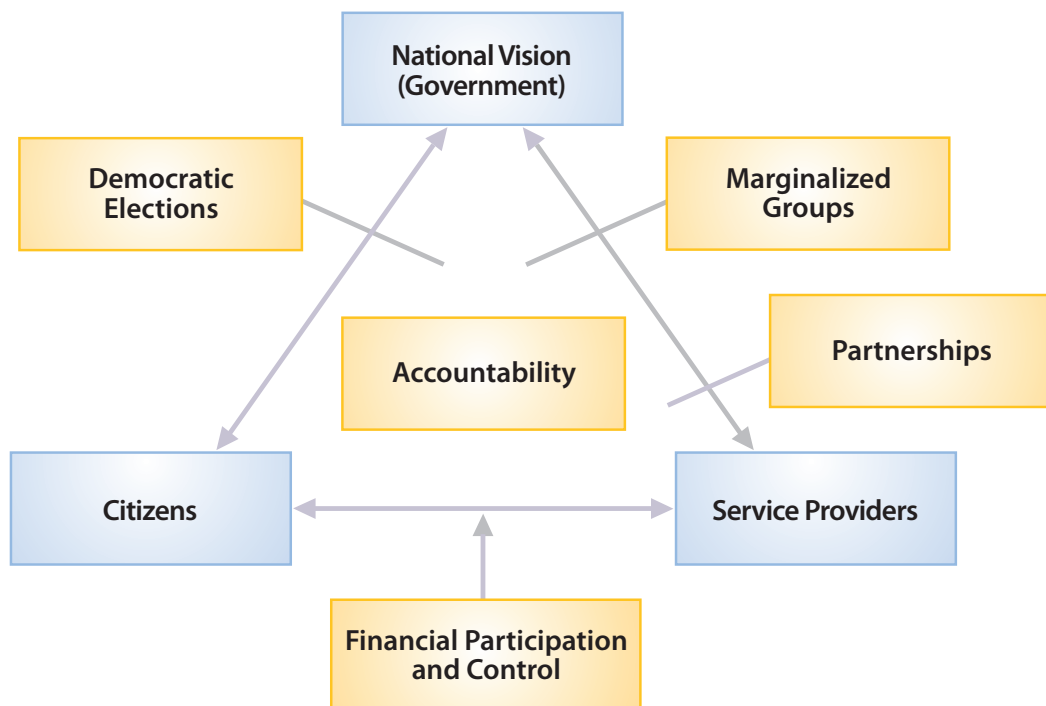 National Vision
(Government)
Democratic
Elections
Marginalized
Groups
Accountability
Partnerships
Citizens
Service Providers
Financial Participation
and Control